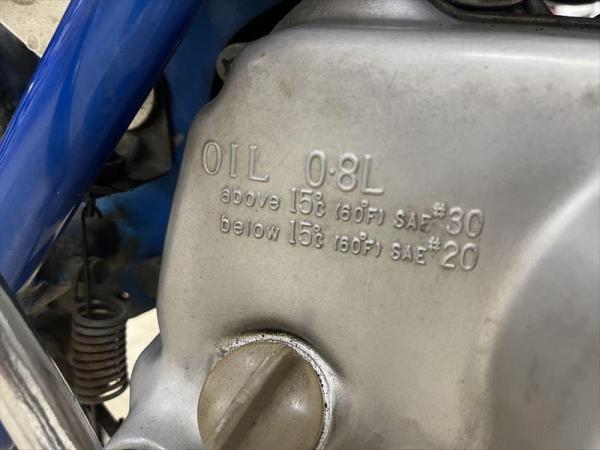 OIL 0.8L
above 15°C (60°F) SAE #30
below 15°C (60°F) SAE #20